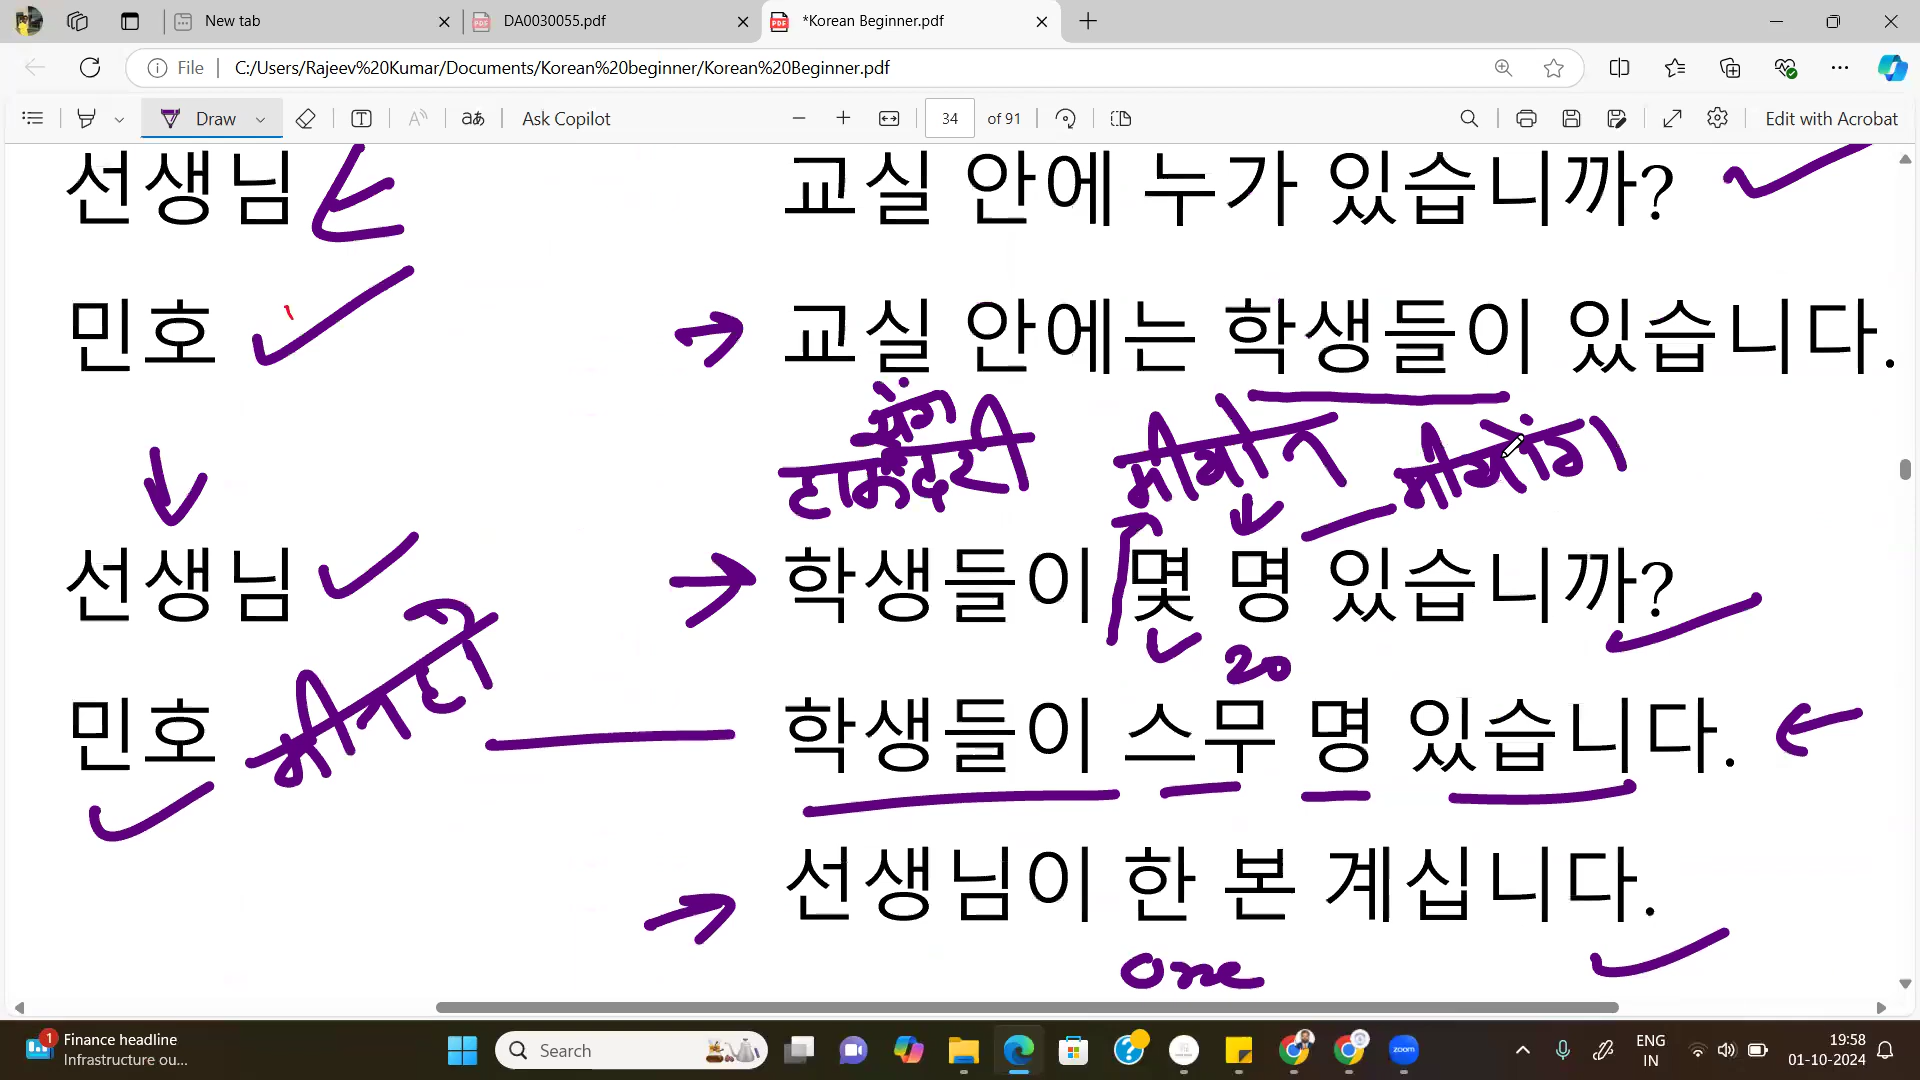 New tab
DA0030055.pdf
*Korean Beginner.pdf
File
C:/Users/Rajeev%20Kumar/Documents/Korean%20beginner/Korean%20Beginner.pdf
Draw
aあ
Ask Copilot
34 of 91
Edit with Acrobat
선생님 교실 안에 누가 있습니까?
민호 교실 안에는 학생들이 있습니다.
선생님 학생들이 몇 명 있습니까?
20
민호 학생들이 스무 명 있습니다.
선생님이 한 본 계십니다.
one
1
Finance headline
Infrastructure ou...
Search
zoom
ENG
IN
19:58
01-10-2024